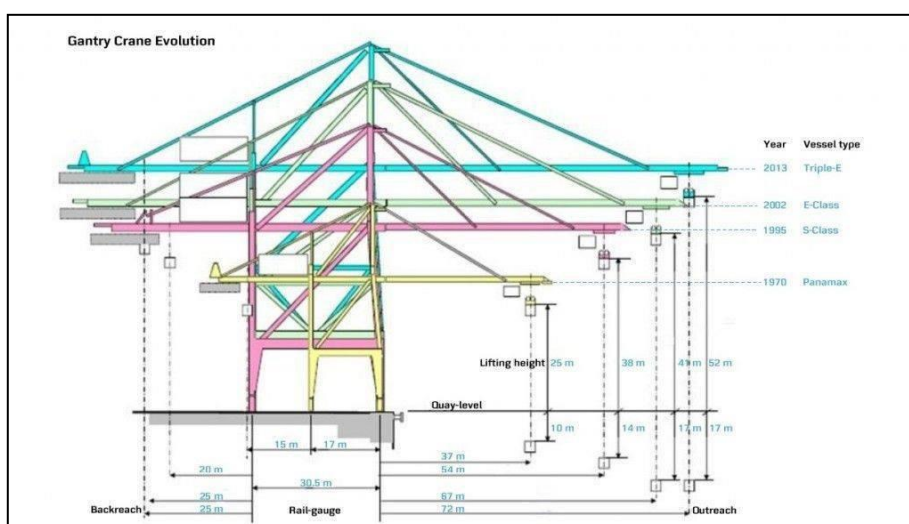 Gantry Crane Evolution
Year Vessel type
2013 Triple-E
2002 E-Class
1995 S-Class
1970 Panamax
Lifting height 25 m 38 m 41 m 52 m
Quay-level
10 m 14 m 17 m 17 m
15 m 17 m
37 m
20 m 54 m
30.5 m
25 m 67 m
Backreach 25 m Rail-gauge 72 m Outreach